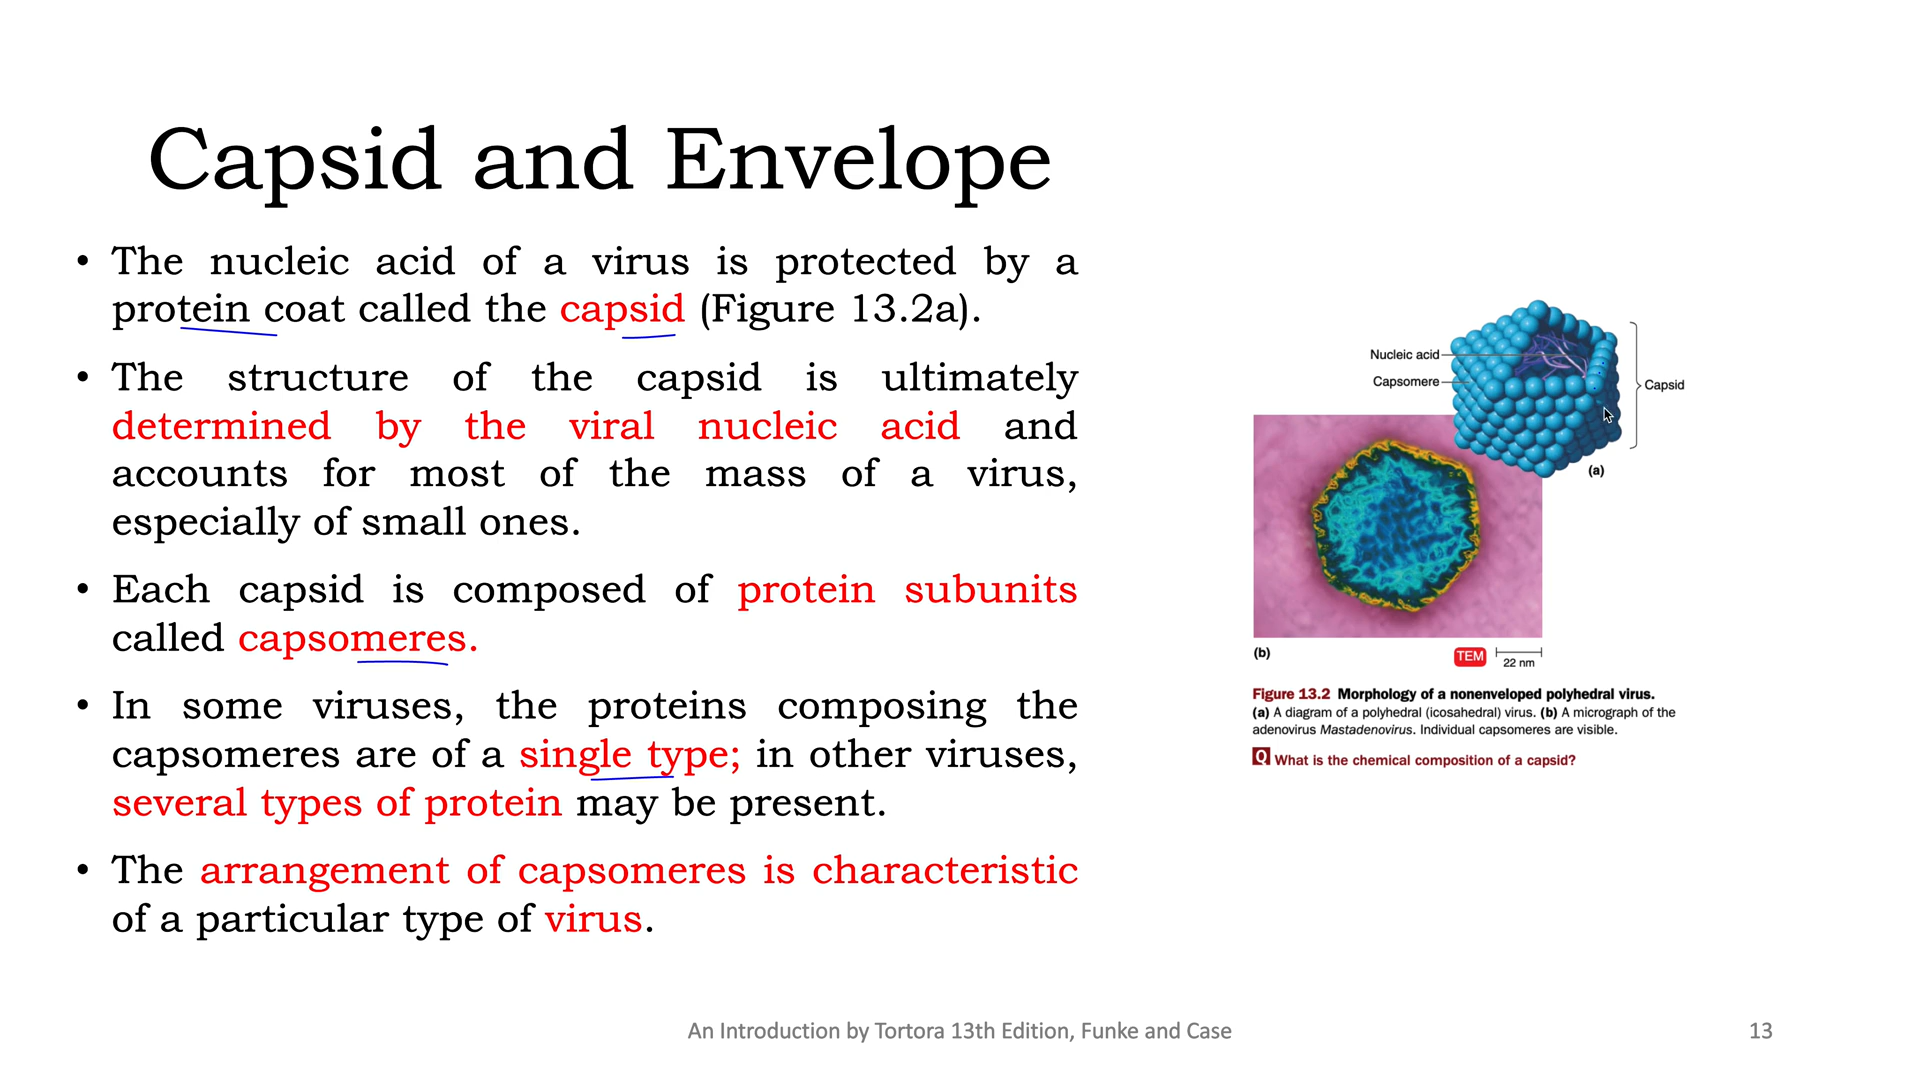 Capsid and Envelope
• The nucleic acid of a virus is protected by a
protein coat called the capsid (Figure 13.2a).
• The structure of the capsid is ultimately
determined by the viral nucleic acid and
accounts for most of the mass of a virus,
especially of small ones.
• Each capsid is composed of protein subunits
called capsomeres.
• In some viruses, the proteins composing the
capsomeres are of a single type; in other viruses,
several types of protein may be present.
• The arrangement of capsomeres is characteristic
of a particular type of virus.
Nucleic acid
Capsomere
Capsid
(a)
(b)
TEM
22 nm
Figure 13.2 Morphology of a nonenveloped polyhedral virus.
(a) A diagram of a polyhedral (icosahedral) virus. (b) A micrograph of the
adenovirus Mastadenovirus. Individual capsomeres are visible.
Q What is the chemical composition of a capsid?
An Introduction by Tortora 13th Edition, Funke and Case
13